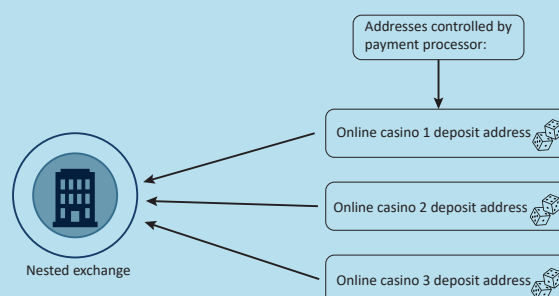 Addresses controlled by
payment processor:
Online casino 1 deposit address
Online casino 2 deposit address
Nested exchange
Online casino 3 deposit address